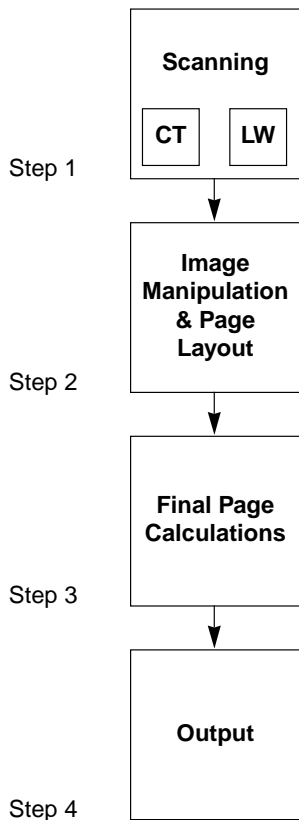 Scanning
CT LW
Step 1
Image
Manipulation
& Page
Layout
Step 2
Final Page
Calculations
Step 3
Output
Step 4